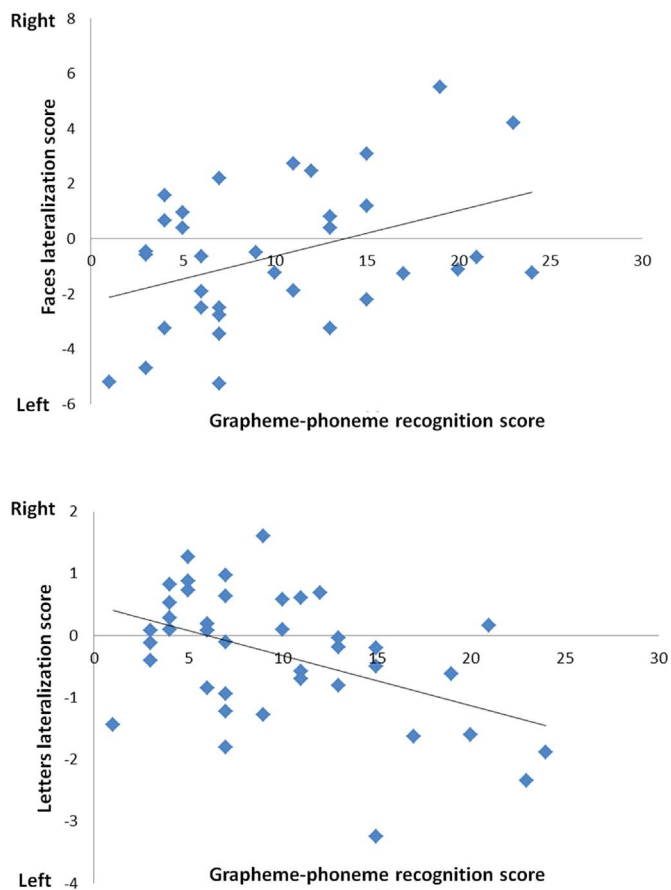 Right
8
6
4
2
0
-2
-4
-6
0 5 10 15 20 25 30
Faces lateralization score
Left
Grapheme-phoneme recognition score
Right
2
1
0
-1
-2
-3
-4
0 5 10 15 20 25 30
Letters lateralization score
Left
Grapheme-phoneme recognition score